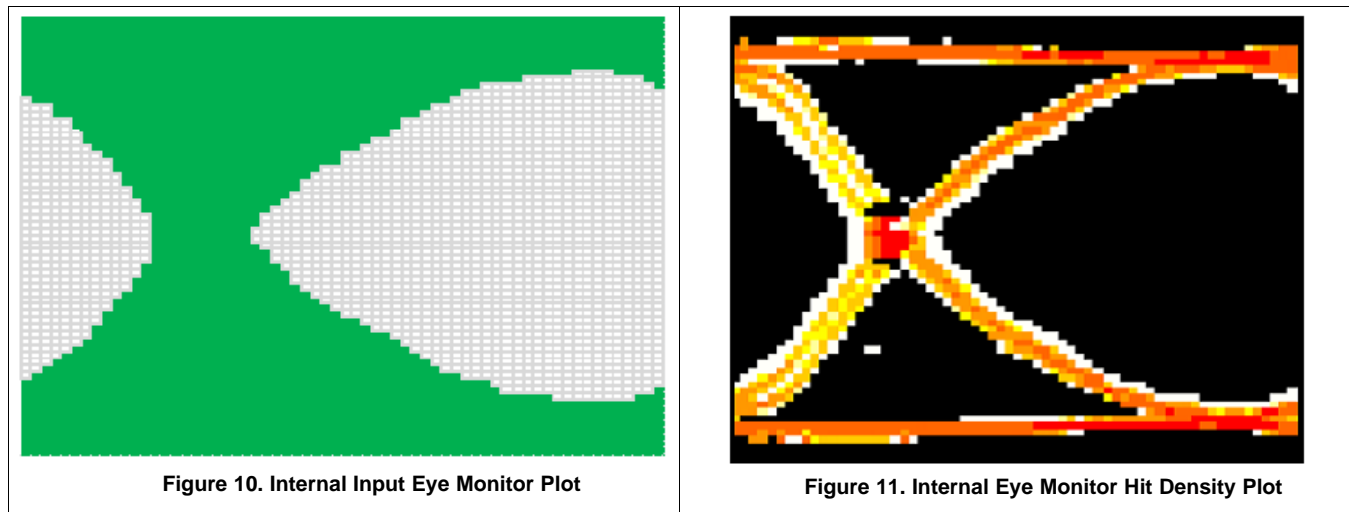 Figure 10. Internal Input Eye Monitor Plot
Figure 11. Internal Eye Monitor Hit Density Plot